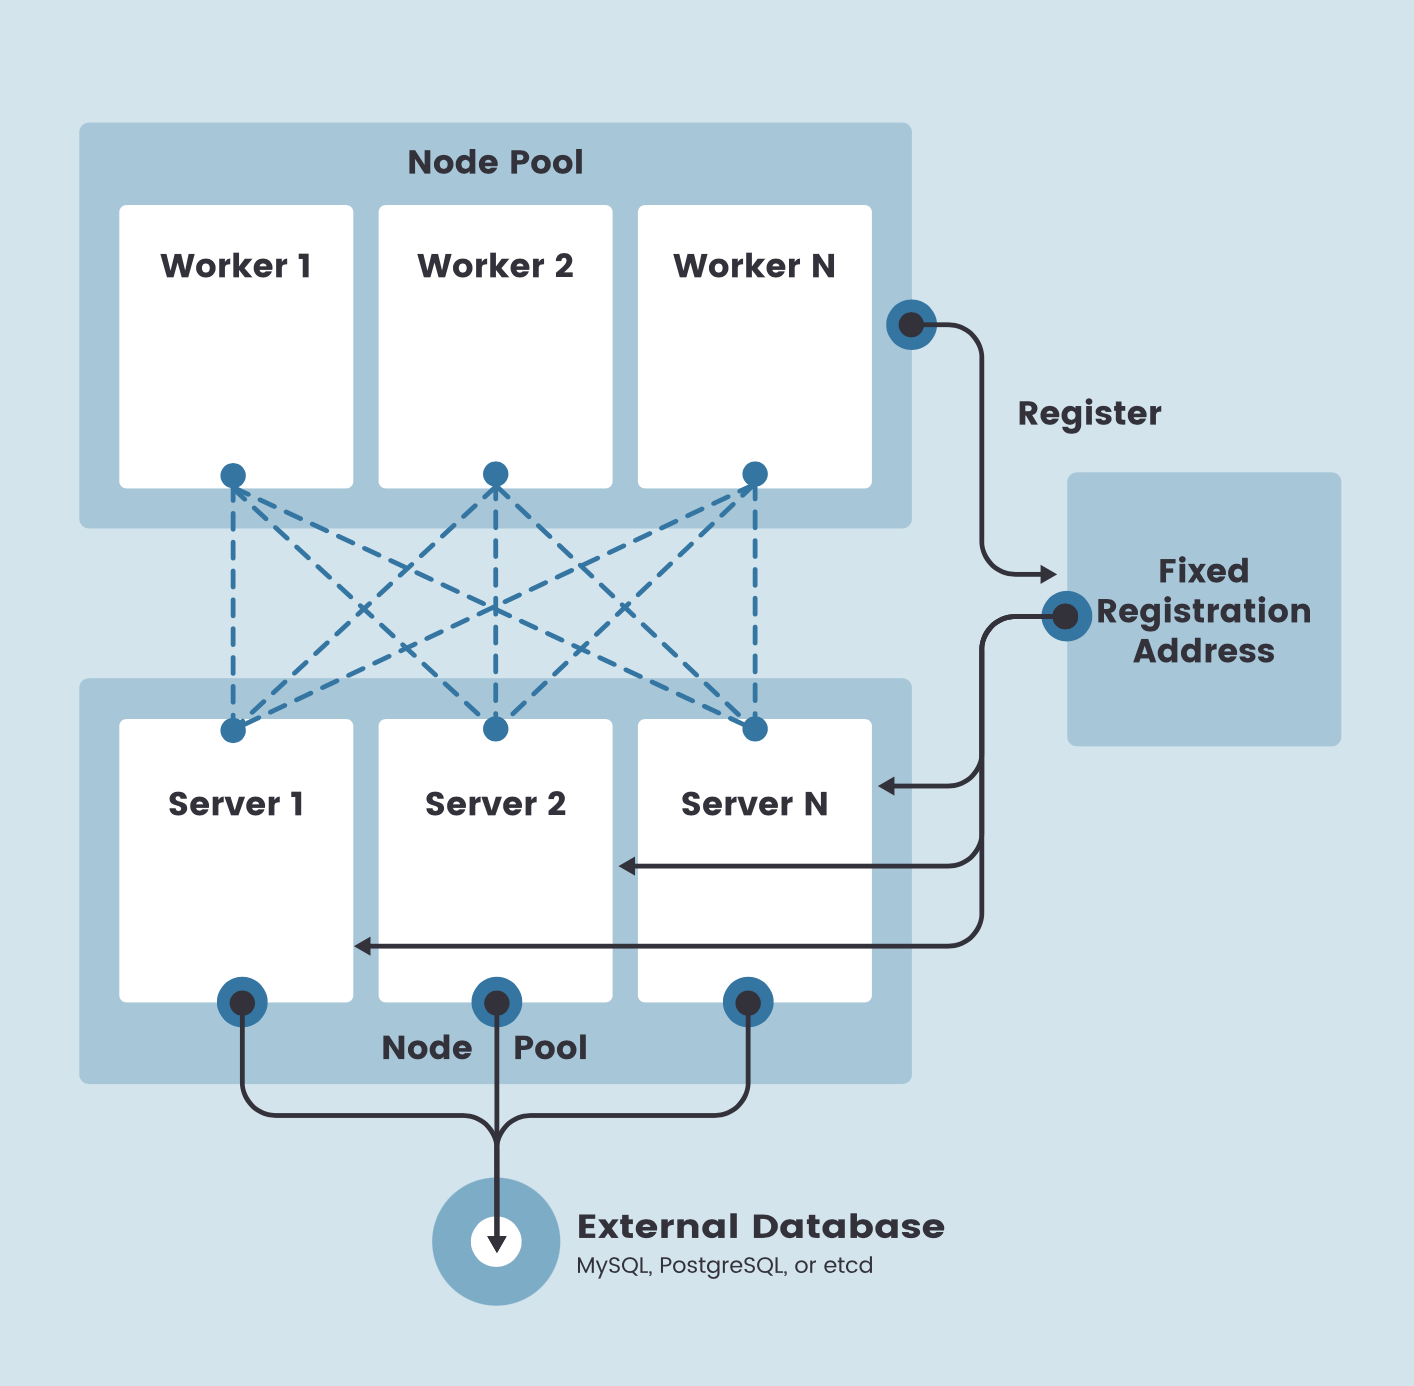 Node Pool
Worker 1
Worker 2
Worker N
Register
Fixed
Registration
Address
Server 1
Server 2
Server N
Node Pool
External Database
MySQL, PostgreSQL, or etcd